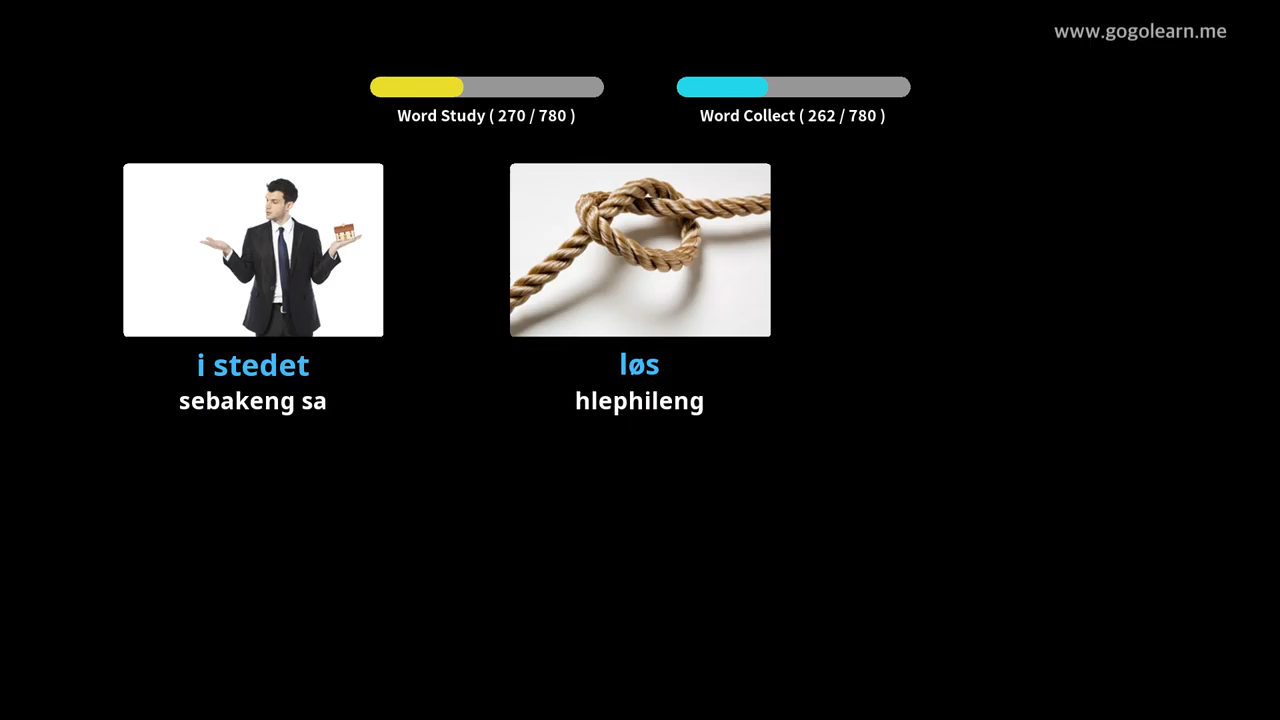 www.gogolearn.me
Word Study ( 270 / 780 )
Word Collect ( 262 / 780 )
i stedet
sebakeng sa
løs
hlephileng